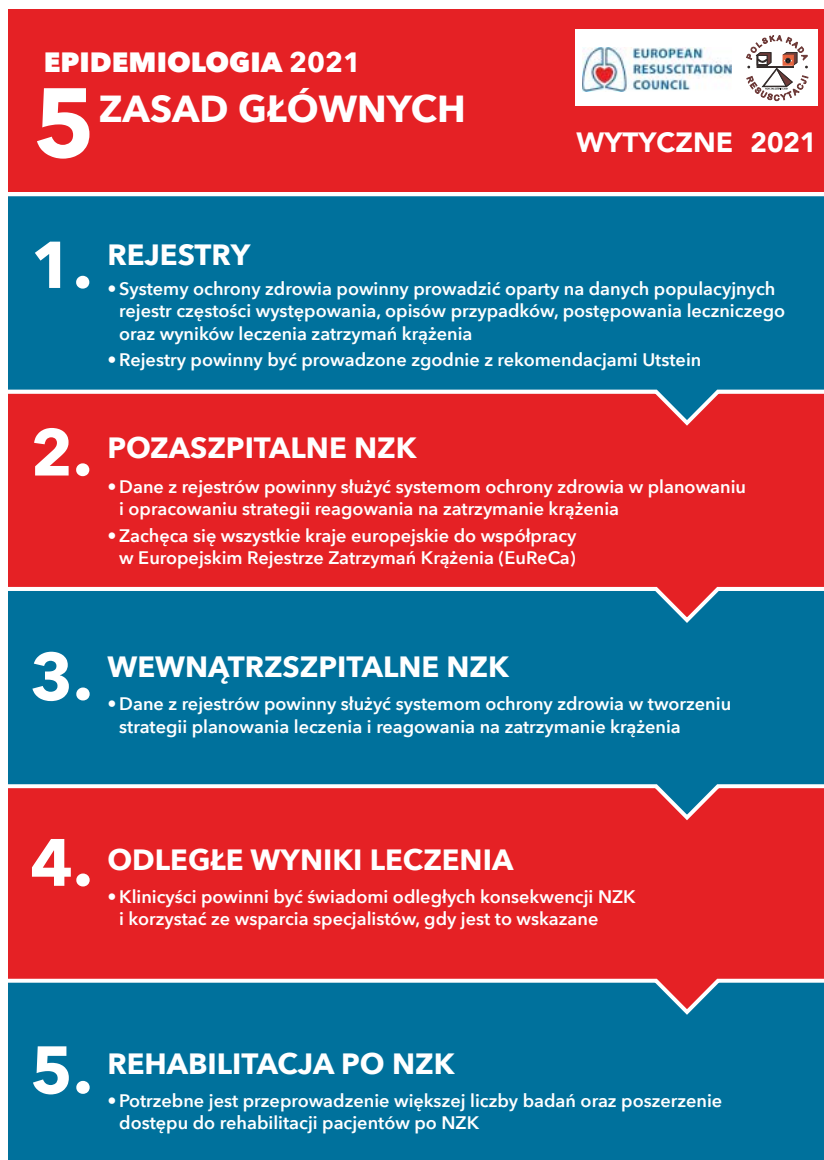 EPIDEMIOLOGIA 2021
5 ZASAD GŁÓWNYCH
EUROPEAN
RESUSCITATION
COUNCIL
• POLSKA RADA •
RESUSCYTACJI
WYTYCZNE 2021
1. REJESTRY
• Systemy ochrony zdrowia powinny prowadzić oparty na danych populacyjnych
rejestr częstości występowania, opisów przypadków, postępowania leczniczego
oraz wyników leczenia zatrzymań krążenia
• Rejestry powinny być prowadzone zgodnie z rekomendacjami Utstein
2. POZASZPITALNE NZK
• Dane z rejestrów powinny służyć systemom ochrony zdrowia w planowaniu
i opracowaniu strategii reagowania na zatrzymanie krążenia
• Zachęca się wszystkie kraje europejskie do współpracy
w Europejskim Rejestrze Zatrzymań Krążenia (EuReCa)
3. WEWNĄTRZSZPITALNE NZK
• Dane z rejestrów powinny służyć systemom ochrony zdrowia w tworzeniu
strategii planowania leczenia i reagowania na zatrzymanie krążenia
4. ODLEGŁE WYNIKI LECZENIA
• Klinicyści powinni być świadomi odległych konsekwencji NZK
i korzystać ze wsparcia specjalistów, gdy jest to wskazane
5. REHABILITACJA PO NZK
• Potrzebne jest przeprowadzenie większej liczby badań oraz poszerzenie
dostępu do rehabilitacji pacjentów po NZK